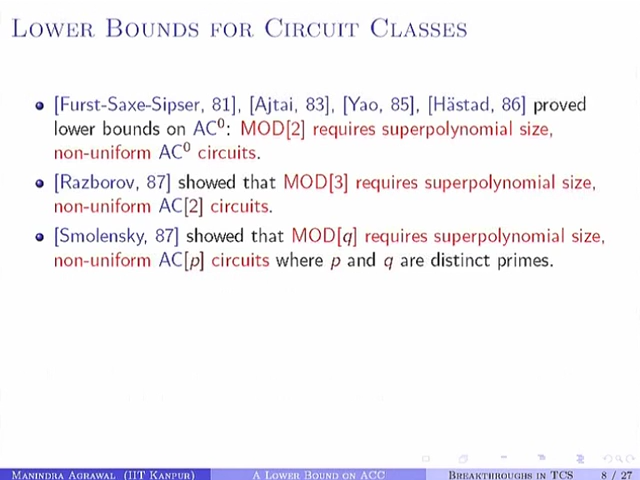 LOWER BOUNDS FOR CIRCUIT CLASSES
[Furst-Saxe-Sipser, 81], [Ajtai, 83], [Yao, 85], [Håstad, 86] proved
lower bounds on AC⁰: MOD[2] requires superpolynomial size,
non-uniform AC⁰ circuits.
[Razborov, 87] showed that MOD[3] requires superpolynomial size,
non-uniform AC[2] circuits.
[Smolensky, 87] showed that MOD[q] requires superpolynomial size,
non-uniform AC[p] circuits where p and q are distinct primes.
MANINDRA AGRAWAL (IIT KANPUR) A LOWER BOUND ON ACC BREAKTHROUGHS IN TCS 8 / 27